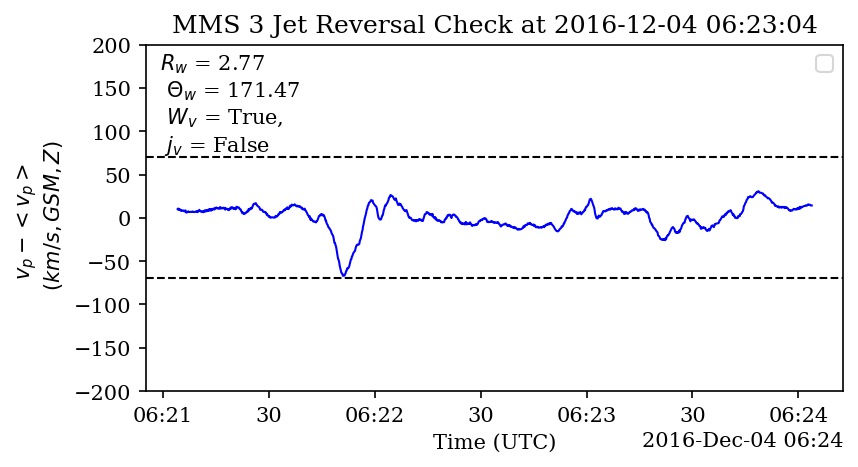 MMS 3 Jet Reversal Check at 2016-12-04 06:23:04
R_w = 2.77
Θ_w = 171.47
W_v = True,
j_v = False
v_p − < v_p >
(km/s, GSM, Z)
200
150
100
50
0
−50
−100
−150
−200
06:21 30 06:22 30 06:23 30 06:24
Time (UTC)
2016-Dec-04 06:24